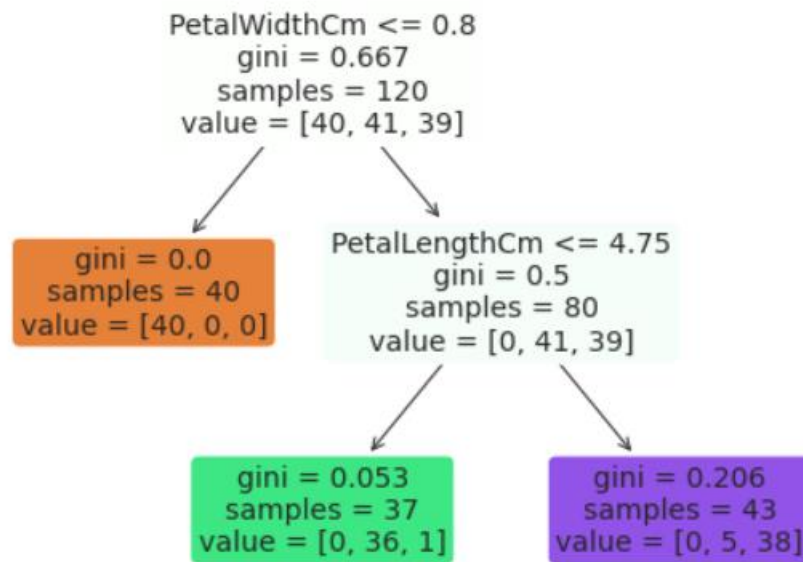 PetalWidthCm <= 0.8
gini = 0.667
samples = 120
value = [40, 41, 39]
gini = 0.0
samples = 40
value = [40, 0, 0]
PetalLengthCm <= 4.75
gini = 0.5
samples = 80
value = [0, 41, 39]
gini = 0.053
samples = 37
value = [0, 36, 1]
gini = 0.206
samples = 43
value = [0, 5, 38]